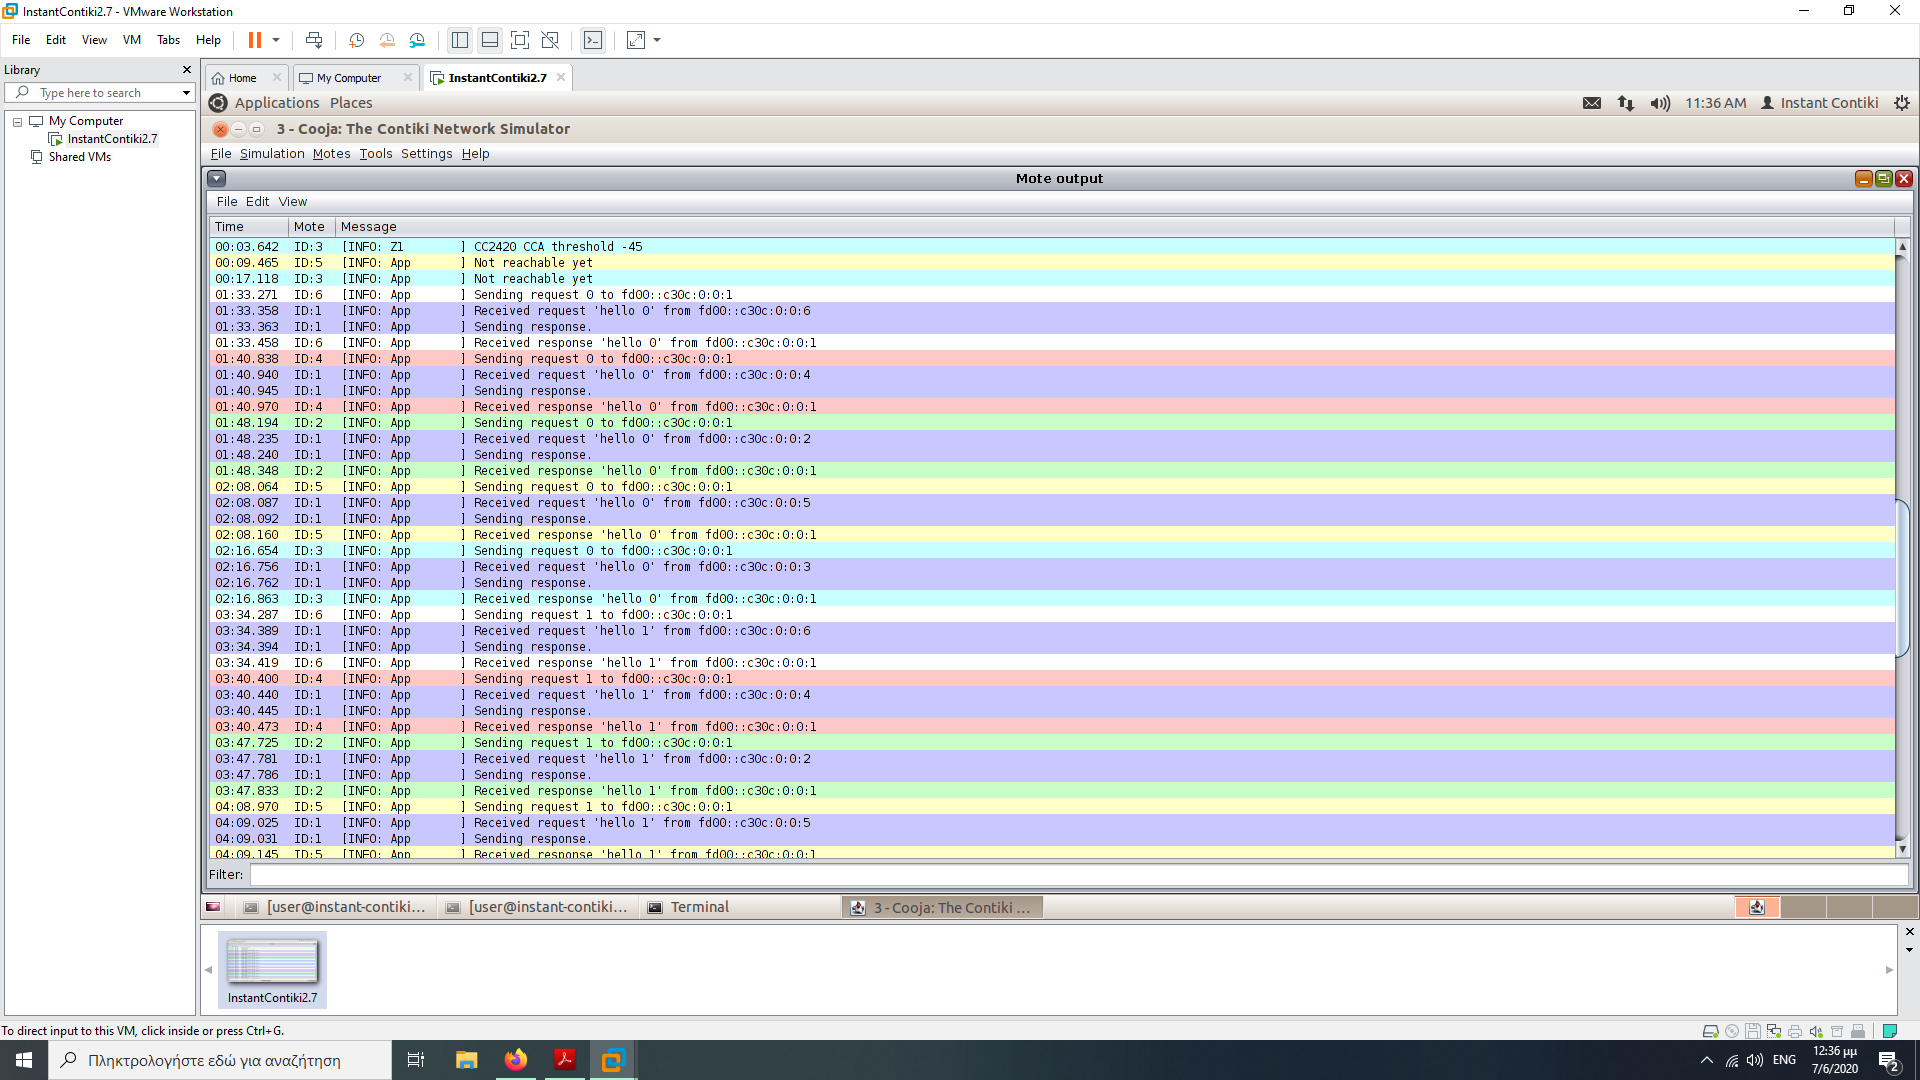 InstantContiki2.7 - VMware Workstation
File Edit View VM Tabs Help
Library
Type here to search
My Computer
InstantContiki2.7
Shared VMs
Home My Computer InstantContiki2.7
Applications Places 11:36 AM Instant Contiki
3 - Cooja: The Contiki Network Simulator
File Simulation Motes Tools Settings Help
Mote output
File Edit View
Time Mote Message
00:03.642 ID:3 [INFO: Z1 ] CC2420 CCA threshold -45
00:09.465 ID:5 [INFO: App ] Not reachable yet
00:17.118 ID:3 [INFO: App ] Not reachable yet
01:33.271 ID:6 [INFO: App ] Sending request 0 to fd00::c30c:0:0:1
01:33.358 ID:1 [INFO: App ] Received request 'hello 0' from fd00::c30c:0:0:6
01:33.363 ID:1 [INFO: App ] Sending response.
01:33.458 ID:6 [INFO: App ] Received response 'hello 0' from fd00::c30c:0:0:1
01:40.838 ID:4 [INFO: App ] Sending request 0 to fd00::c30c:0:0:1
01:40.940 ID:1 [INFO: App ] Received request 'hello 0' from fd00::c30c:0:0:4
01:40.945 ID:1 [INFO: App ] Sending response.
01:40.970 ID:4 [INFO: App ] Received response 'hello 0' from fd00::c30c:0:0:1
01:48.194 ID:2 [INFO: App ] Sending request 0 to fd00::c30c:0:0:1
01:48.235 ID:1 [INFO: App ] Received request 'hello 0' from fd00::c30c:0:0:2
01:48.240 ID:1 [INFO: App ] Sending response.
01:48.348 ID:2 [INFO: App ] Received response 'hello 0' from fd00::c30c:0:0:1
02:08.064 ID:5 [INFO: App ] Sending request 0 to fd00::c30c:0:0:1
02:08.087 ID:1 [INFO: App ] Received request 'hello 0' from fd00::c30c:0:0:5
02:08.092 ID:1 [INFO: App ] Sending response.
02:08.160 ID:5 [INFO: App ] Received response 'hello 0' from fd00::c30c:0:0:1
02:16.654 ID:3 [INFO: App ] Sending request 0 to fd00::c30c:0:0:1
02:16.756 ID:1 [INFO: App ] Received request 'hello 0' from fd00::c30c:0:0:3
02:16.762 ID:1 [INFO: App ] Sending response.
02:16.863 ID:3 [INFO: App ] Received response 'hello 0' from fd00::c30c:0:0:1
03:34.287 ID:6 [INFO: App ] Sending request 1 to fd00::c30c:0:0:1
03:34.389 ID:1 [INFO: App ] Received request 'hello 1' from fd00::c30c:0:0:6
03:34.394 ID:1 [INFO: App ] Sending response.
03:34.419 ID:6 [INFO: App ] Received response 'hello 1' from fd00::c30c:0:0:1
03:40.400 ID:4 [INFO: App ] Sending request 1 to fd00::c30c:0:0:1
03:40.440 ID:1 [INFO: App ] Received request 'hello 1' from fd00::c30c:0:0:4
03:40.445 ID:1 [INFO: App ] Sending response.
03:40.473 ID:4 [INFO: App ] Received response 'hello 1' from fd00::c30c:0:0:1
03:47.725 ID:2 [INFO: App ] Sending request 1 to fd00::c30c:0:0:1
03:47.781 ID:1 [INFO: App ] Received request 'hello 1' from fd00::c30c:0:0:2
03:47.786 ID:1 [INFO: App ] Sending response.
03:47.833 ID:2 [INFO: App ] Received response 'hello 1' from fd00::c30c:0:0:1
04:08.970 ID:5 [INFO: App ] Sending request 1 to fd00::c30c:0:0:1
04:09.025 ID:1 [INFO: App ] Received request 'hello 1' from fd00::c30c:0:0:5
04:09.031 ID:1 [INFO: App ] Sending response.
04:09.145 ID:5 [INFO: App ] Received response 'hello 1' from fd00::c30c:0:0:1
Filter:
[user@instant-contiki... [user@instant-contiki... Terminal 3 - Cooja: The Contiki ...
InstantContiki2.7
To direct input to this VM, click inside or press Ctrl+G.
Πληκτρολογήστε εδώ για αναζήτηση
ENG 12:36 μμ
7/6/2020
2